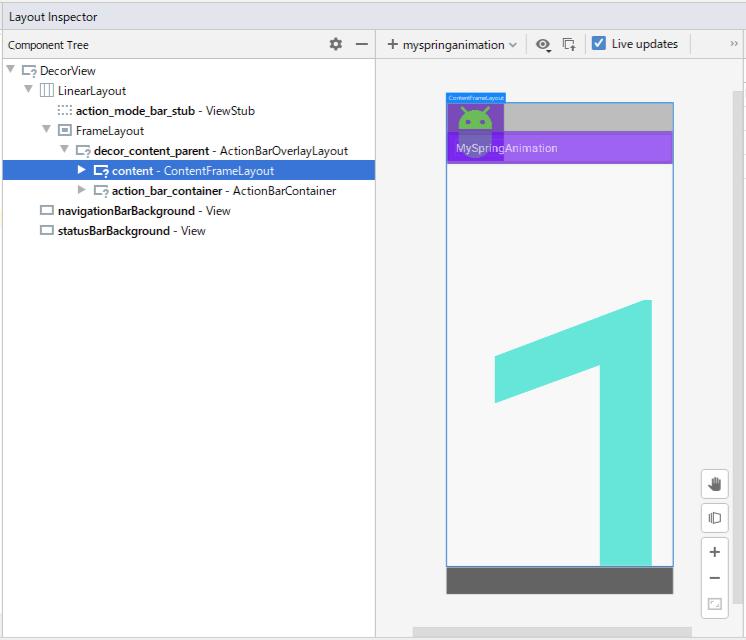 Layout Inspector
Component Tree
myspringanimation
Live updates
DecorView
LinearLayout
action_mode_bar_stub - ViewStub
FrameLayout
decor_content_parent - ActionBarOverlayLayout
content - ContentFrameLayout
action_bar_container - ActionBarContainer
navigationBarBackground - View
statusBarBackground - View
ContentFrameLayout
MySpringAnimation
1